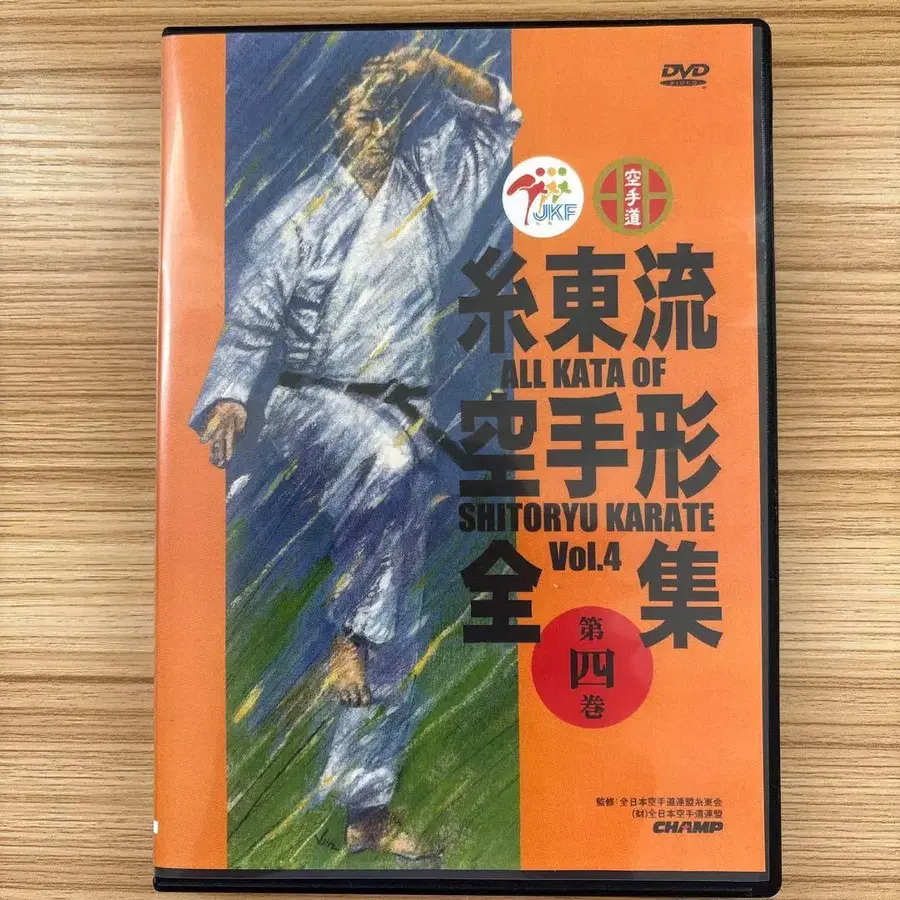 DVD
VIDEO
JKF
空手道
糸東流
ALL KATA OF
空手形
SHITORYU KARATE
Vol.4
全集
第
四
巻
監修:全日本空手道連盟糸東会
(財)全日本空手道連盟
CHAMP